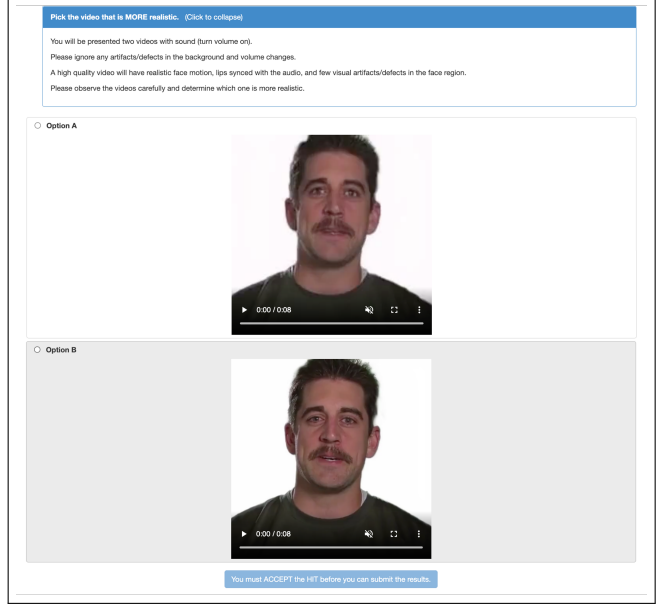 Pick the video that is MORE realistic. (Click to collapse)
You will be presented two videos with sound (turn volume on).
Please ignore any artifacts/defects in the background and volume changes.
A high quality video will have realistic face motion, lips synced with the audio, and few visual artifacts/defects in the face region.
Please observe the videos carefully and determine which one is more realistic.
Option A
0:00 / 0:08
Option B
0:00 / 0:08
You must ACCEPT the HIT before you can submit the results.